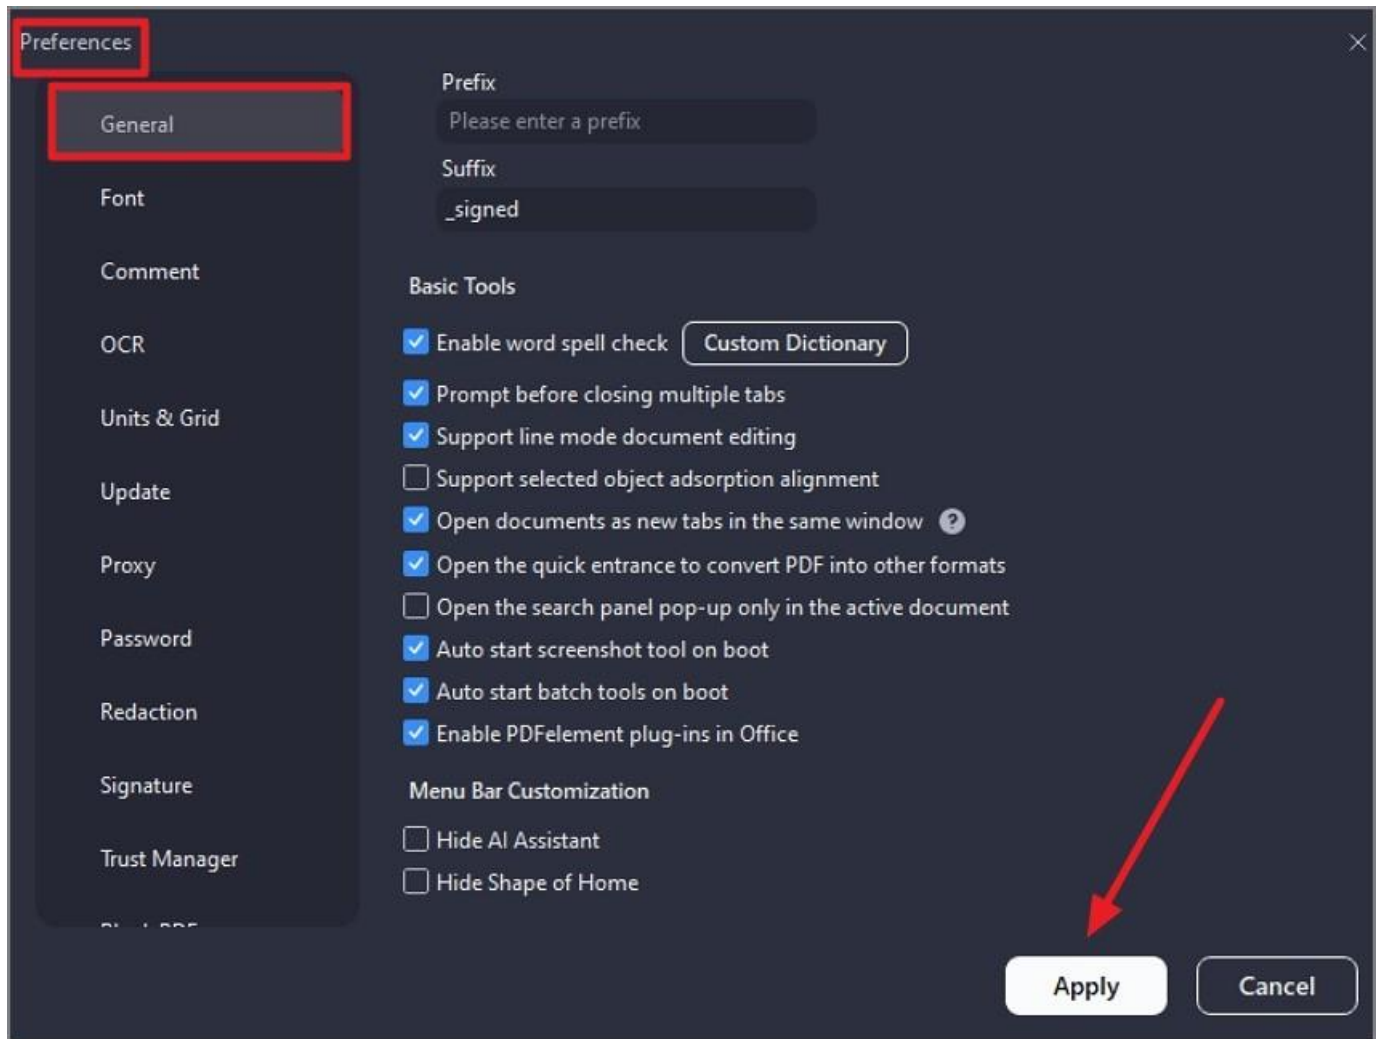 Preferences
General
Font
Comment
OCR
Units & Grid
Update
Proxy
Password
Redaction
Signature
Trust Manager
Prefix
Please enter a prefix
Suffix
_signed
Basic Tools
Enable word spell check Custom Dictionary
Prompt before closing multiple tabs
Support line mode document editing
Support selected object adsorption alignment
Open documents as new tabs in the same window ?
Open the quick entrance to convert PDF into other formats
Open the search panel pop-up only in the active document
Auto start screenshot tool on boot
Auto start batch tools on boot
Enable PDFelement plug-ins in Office
Menu Bar Customization
Hide AI Assistant
Hide Shape of Home
Apply Cancel